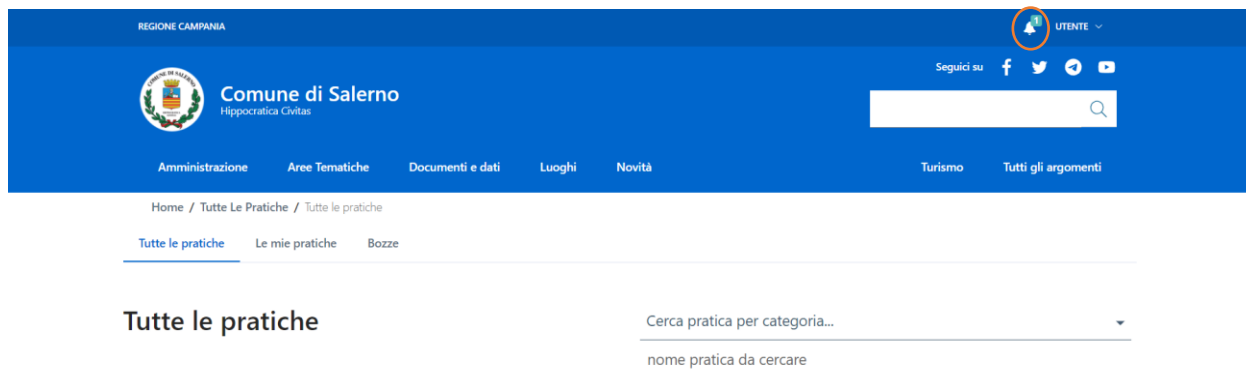 REGIONE CAMPANIA
1
UTENTE
Seguici su
Comune di Salerno
Hippocratica Civitas
Amministrazione Aree Tematiche Documenti e dati Luoghi Novità Turismo Tutti gli argomenti
Home / Tutte Le Pratiche / Tutte le pratiche
Tutte le pratiche Le mie pratiche Bozze
Tutte le pratiche
Cerca pratica per categoria...
nome pratica da cercare